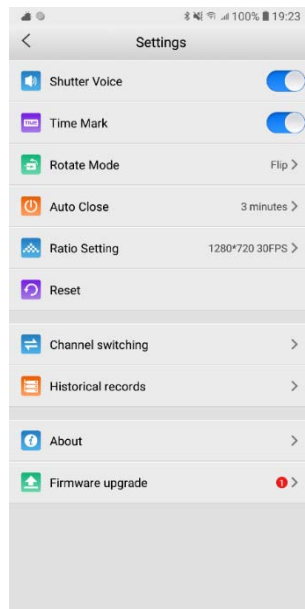 100% 19:23
Settings
Shutter Voice
TIME Time Mark
Rotate Mode Flip >
Auto Close 3 minutes >
Ratio Setting 1280*720 30FPS >
Reset
Channel switching >
Historical records >
About >
Firmware upgrade 1 >